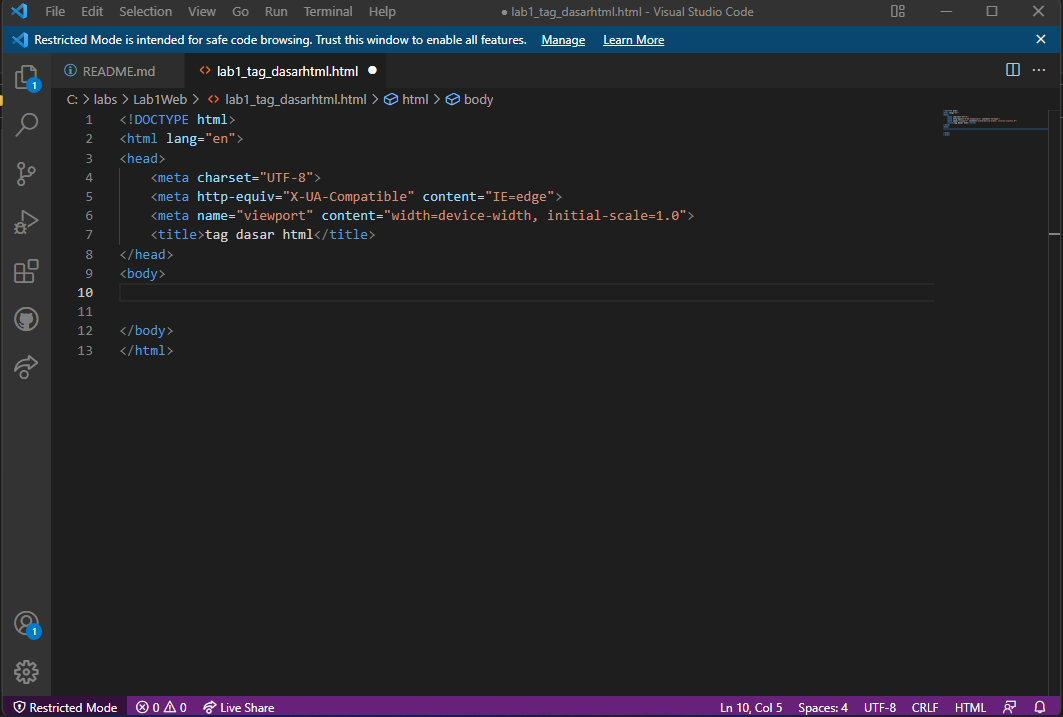 File Edit Selection View Go Run Terminal Help ● lab1_tag_dasarhtml.html - Visual Studio Code
Restricted Mode is intended for safe code browsing. Trust this window to enable all features. Manage Learn More
README.md lab1_tag_dasarhtml.html
C: > labs > Lab1Web > lab1_tag_dasarhtml.html > html > body
1 <!DOCTYPE html>
2 <html lang="en">
3 <head>
4     <meta charset="UTF-8">
5     <meta http-equiv="X-UA-Compatible" content="IE=edge">
6     <meta name="viewport" content="width=device-width, initial-scale=1.0">
7     <title>tag dasar html</title>
8 </head>
9 <body>
10
11
12 </body>
13 </html>
1
1
Restricted Mode 0 0 Live Share Ln 10, Col 5 Spaces: 4 UTF-8 CRLF HTML